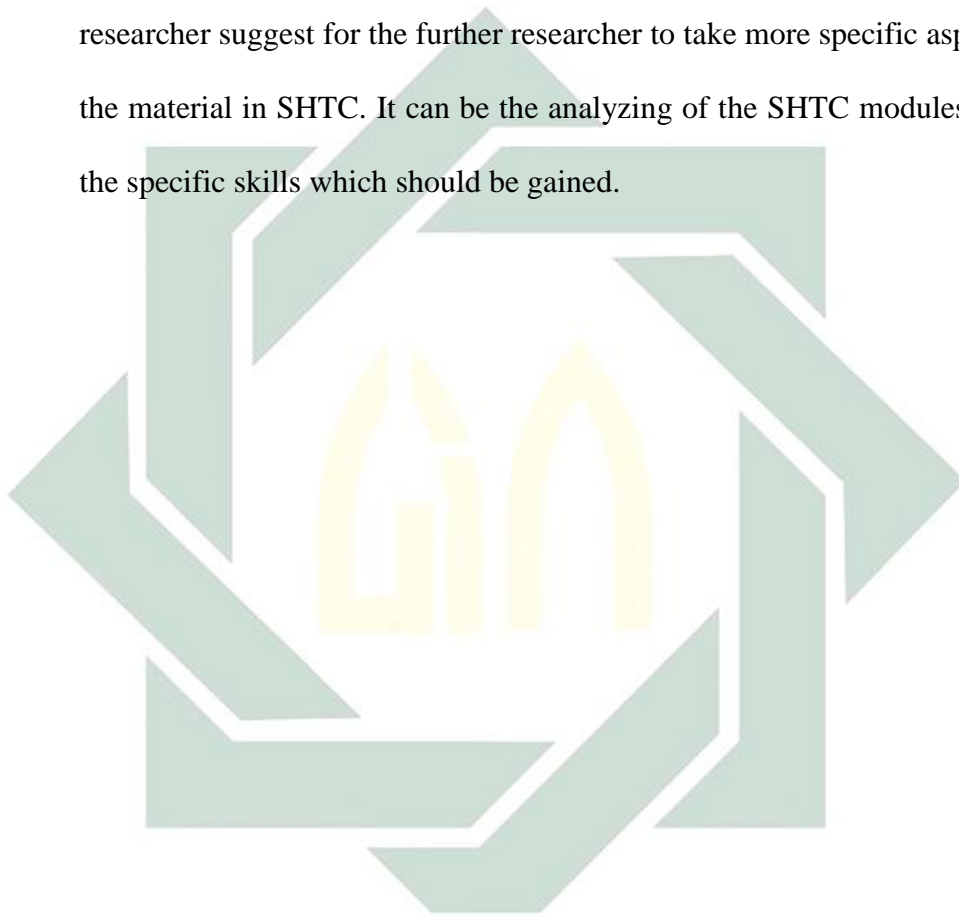 researcher suggest for the further researcher to take more specific
the material in SHTC. It can be the analyzing of the SHTC modules
the specific skills which should be gained.